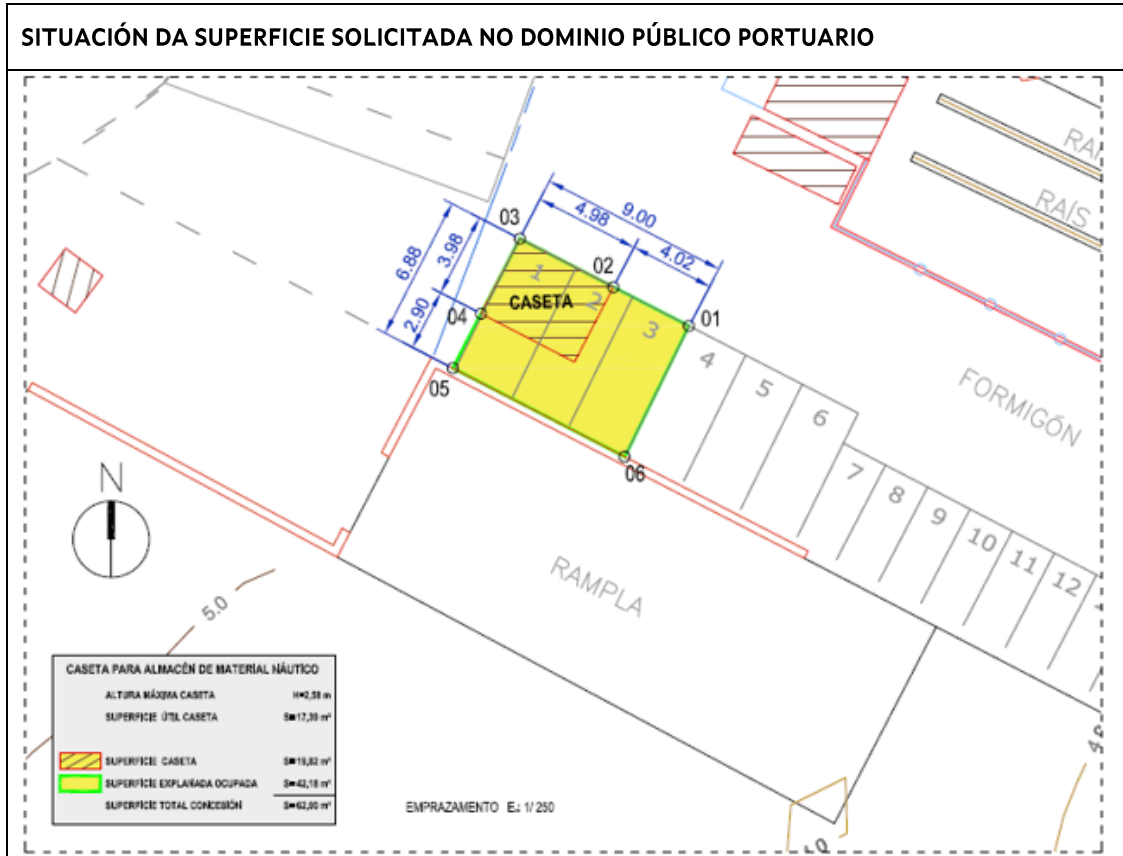 SITUACIÓN DA SUPERFICIE SOLICITADA NO DOMINIO PÚBLICO PORTUARIO
RAÍS
03
9.00
4.98
4.02
02
01
6.88
3.98
2.90
04
05
06
1
2
3
CASETA
4
5
6
7
8
9
10
11
12
FORMIGÓN
N
RAMPLA
5.0
CASETA PARA ALMACÉN DE MATERIAL NÁUTICO
ALTURA MÁXIMA CASETA H=2,58 m
SUPERFICIE ÚTIL CASETA S=17,39 m²
SUPERFICIE CASETA S=19,82 m²
SUPERFICIE EXPLANADA OCUPADA S=42,18 m²
SUPERFICIE TOTAL CONCESIÓN S=62,00 m²
EMPRAZAMENTO E.: 1/ 250